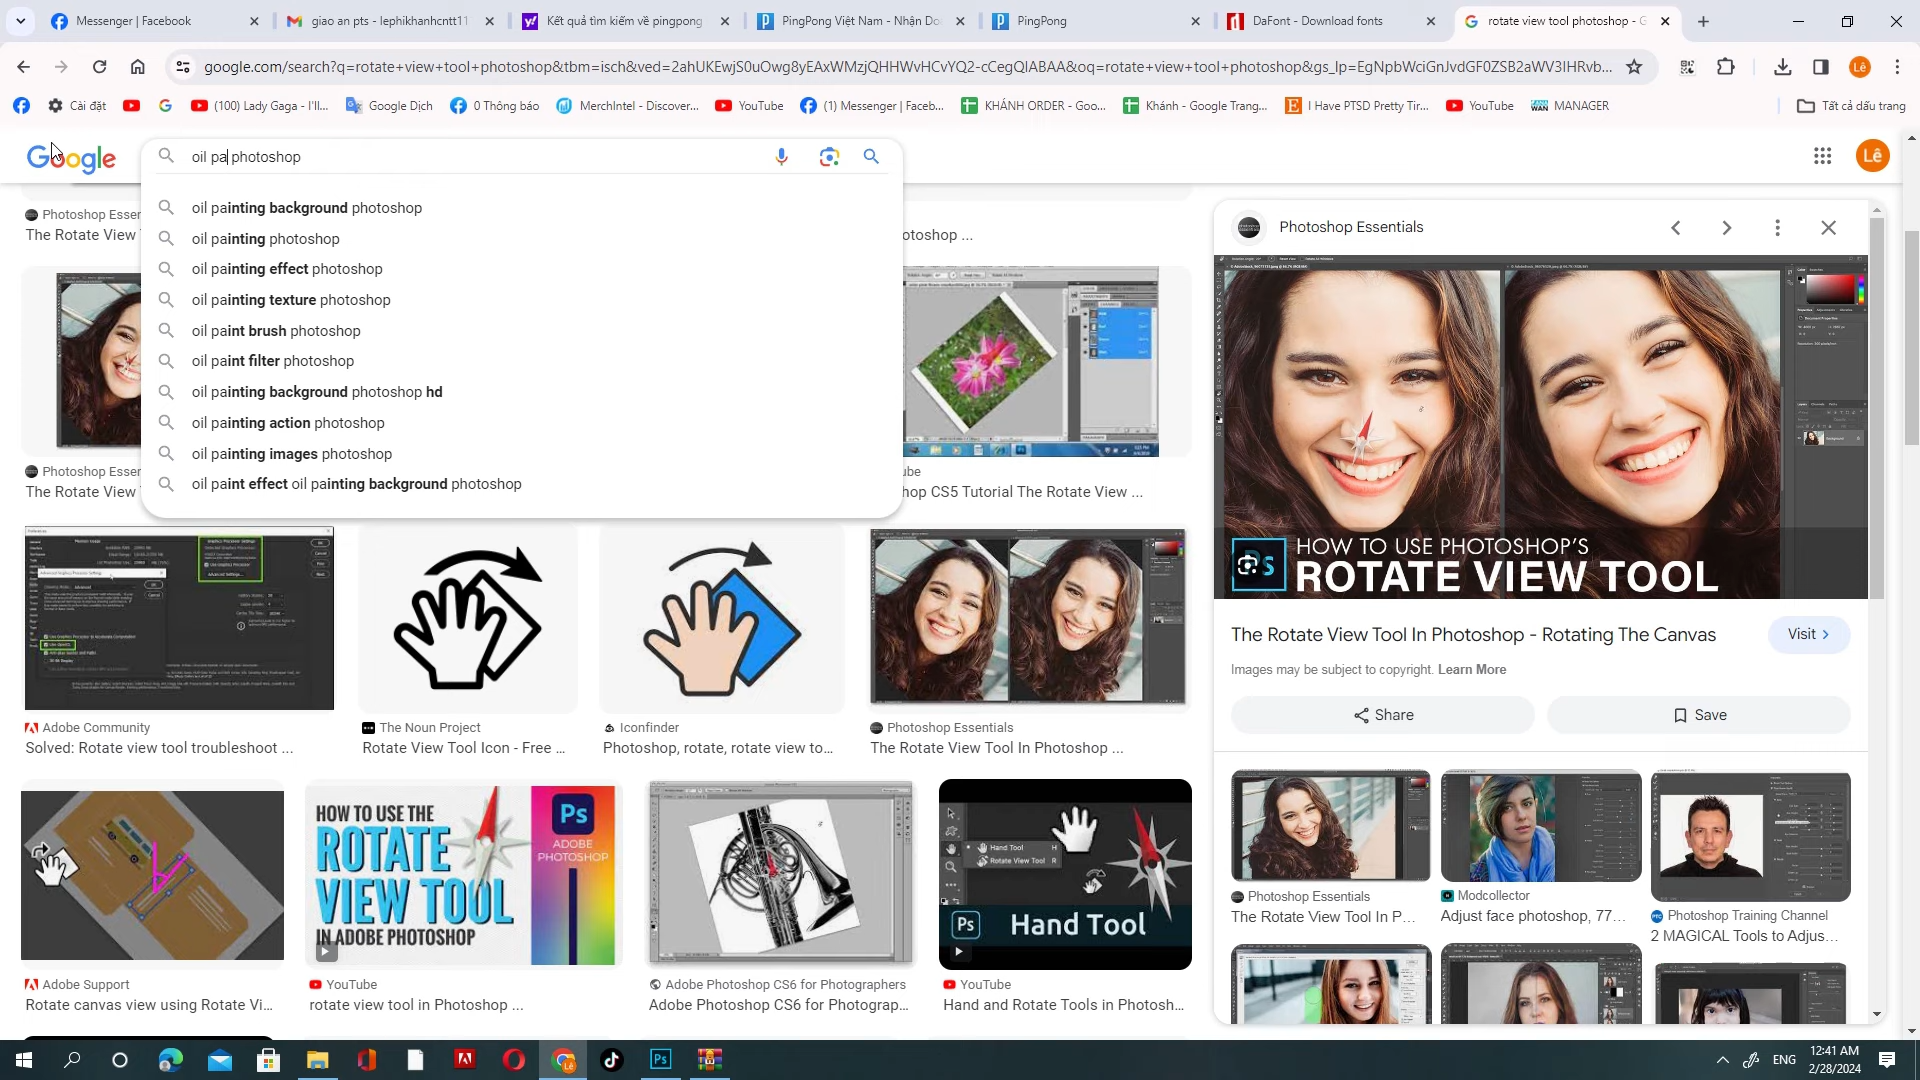 Messenger | Facebook
giao an pts - lephikhanhcntt11
Kết quả tìm kiếm về pingpong
PingPong Việt Nam - Nhận Do
PingPong
DaFont - Download fonts
rotate view tool photoshop - G
google.com/search?q=rotate+view+tool+photoshop&tbm=isch&ved=2ahUKEwjS0uOwg8yEAxWMzjQHHWvHCvYQ2-cCegQIABAA&oq=rotate+view+tool+photoshop&gs_lp=EgNpbWciGnJvdGF0ZSB2aWV3IHRvb...
Cài đặt
(100) Lady Gaga - I'll...
Google Dịch
0 Thông báo
MerchIntel - Discover...
YouTube
(1) Messenger | Faceb...
KHÁNH ORDER - Goo...
Khánh - Google Trang...
I Have PTSD Pretty Tir...
YouTube
MANAGER
Tất cả dấu trang
Google
oil pa photoshop
Lê
oil painting background photoshop
oil painting photoshop
oil painting effect photoshop
oil painting texture photoshop
oil paint brush photoshop
oil paint filter photoshop
oil painting background photoshop hd
oil painting action photoshop
oil painting images photoshop
oil paint effect oil painting background photoshop
Photoshop Esser
The Rotate View
otoshop ...
Photoshop Esser
The Rotate View
ube
hop CS5 Tutorial The Rotate View ...
Adobe Community
Solved: Rotate view tool troubleshoot ...
The Noun Project
Rotate View Tool Icon - Free ...
Iconfinder
Photoshop, rotate, rotate view to...
Photoshop Essentials
The Rotate View Tool In Photoshop ...
HOW TO USE THE
ROTATE
VIEW TOOL
IN ADOBE PHOTOSHOP
Ps
ADOBE
PHOTOSHOP
Hand Tool H
Rotate View Tool R
Ps
Hand Tool
Adobe Support
Rotate canvas view using Rotate Vi...
YouTube
rotate view tool in Photoshop ...
Adobe Photoshop CS6 for Photographers
Adobe Photoshop CS6 for Photograp...
YouTube
Hand and Rotate Tools in Photosh...
Photoshop Essentials
HOW TO USE PHOTOSHOP'S
ROTATE VIEW TOOL
The Rotate View Tool In Photoshop - Rotating The Canvas
Visit
Images may be subject to copyright. Learn More
Share
Save
Photoshop Essentials
The Rotate View Tool In P...
Modcollector
Adjust face photoshop, 77...
Photoshop Training Channel
2 MAGICAL Tools to Adjus...
ENG
12:41 AM
2/28/2024